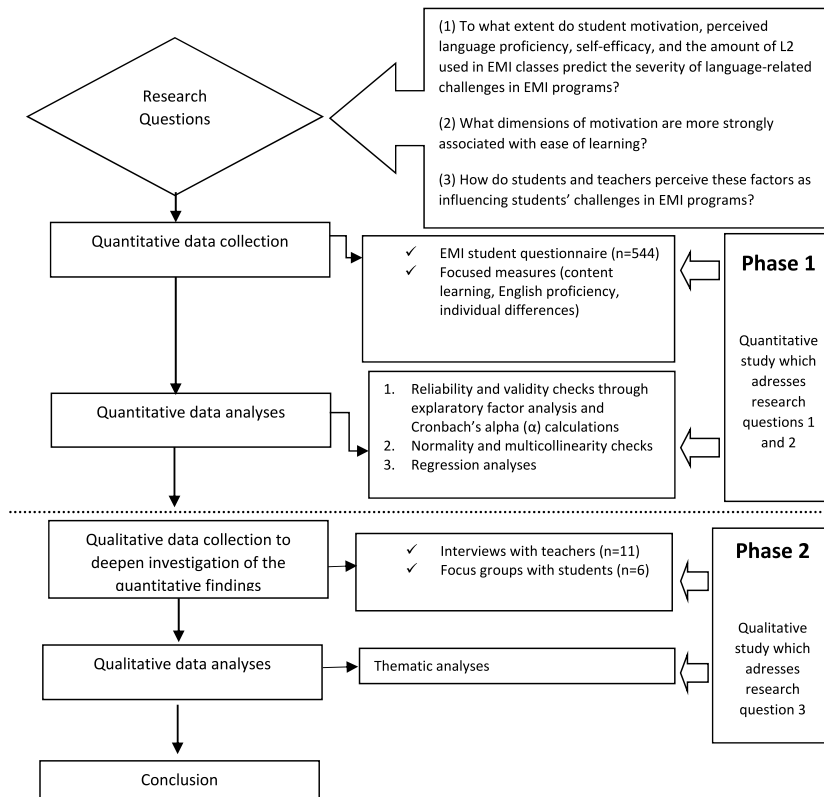 Research
Questions
(1) To what extent do student motivation, perceived
language proficiency, self-efficacy, and the amount of L2
used in EMI classes predict the severity of language-related
challenges in EMI programs?
(2) What dimensions of motivation are more strongly
associated with ease of learning?
(3) How do students and teachers perceive these factors as
influencing students’ challenges in EMI programs?
Quantitative data collection
✓ EMI student questionnaire (n=544)
✓ Focused measures (content
learning, English proficiency,
individual differences)
Phase 1
Quantitative
study which
adresses
research
questions 1
and 2
Quantitative data analyses
1. Reliability and validity checks through
explaratory factor analysis and
Cronbach’s alpha (α) calculations
2. Normality and multicollinearity checks
3. Regression analyses
Qualitative data collection to
deepen investigation of the
quantitative findings
✓ Interviews with teachers (n=11)
✓ Focus groups with students (n=6)
Phase 2
Qualitative
study which
adresses
research
question 3
Qualitative data analyses
Thematic analyses
Conclusion